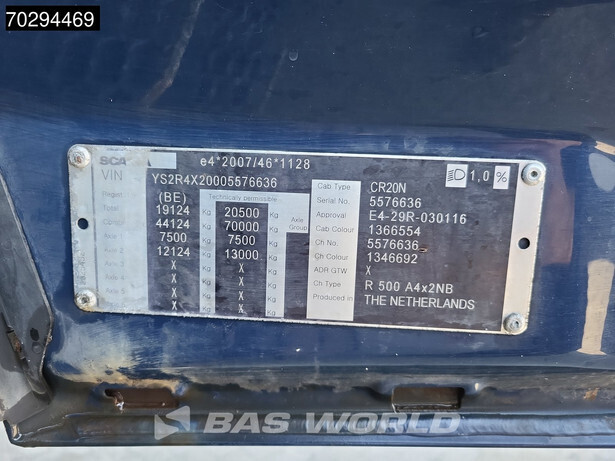 70294469
SCA e4*2007/46*1128
VIN YS2R4X20005576636
1,0%
(BE) Technically permissible
19124 Kg 20500 Kg
44124 Kg 70000 Kg Axle Group
7500 Kg 7500 Kg
12124 Kg 13000 Kg
X Kg X Kg
X Kg X Kg
X X
X X
Cab Type CR20N
Serial No. 5576636
Approval E4-29R-030116
Cab Colour 1366554
Ch No. 5576636
Ch Colour 1346692
ADR GTW X
Ch Type R 500 A4x2NB
Produced in THE NETHERLANDS
BAS WORLD